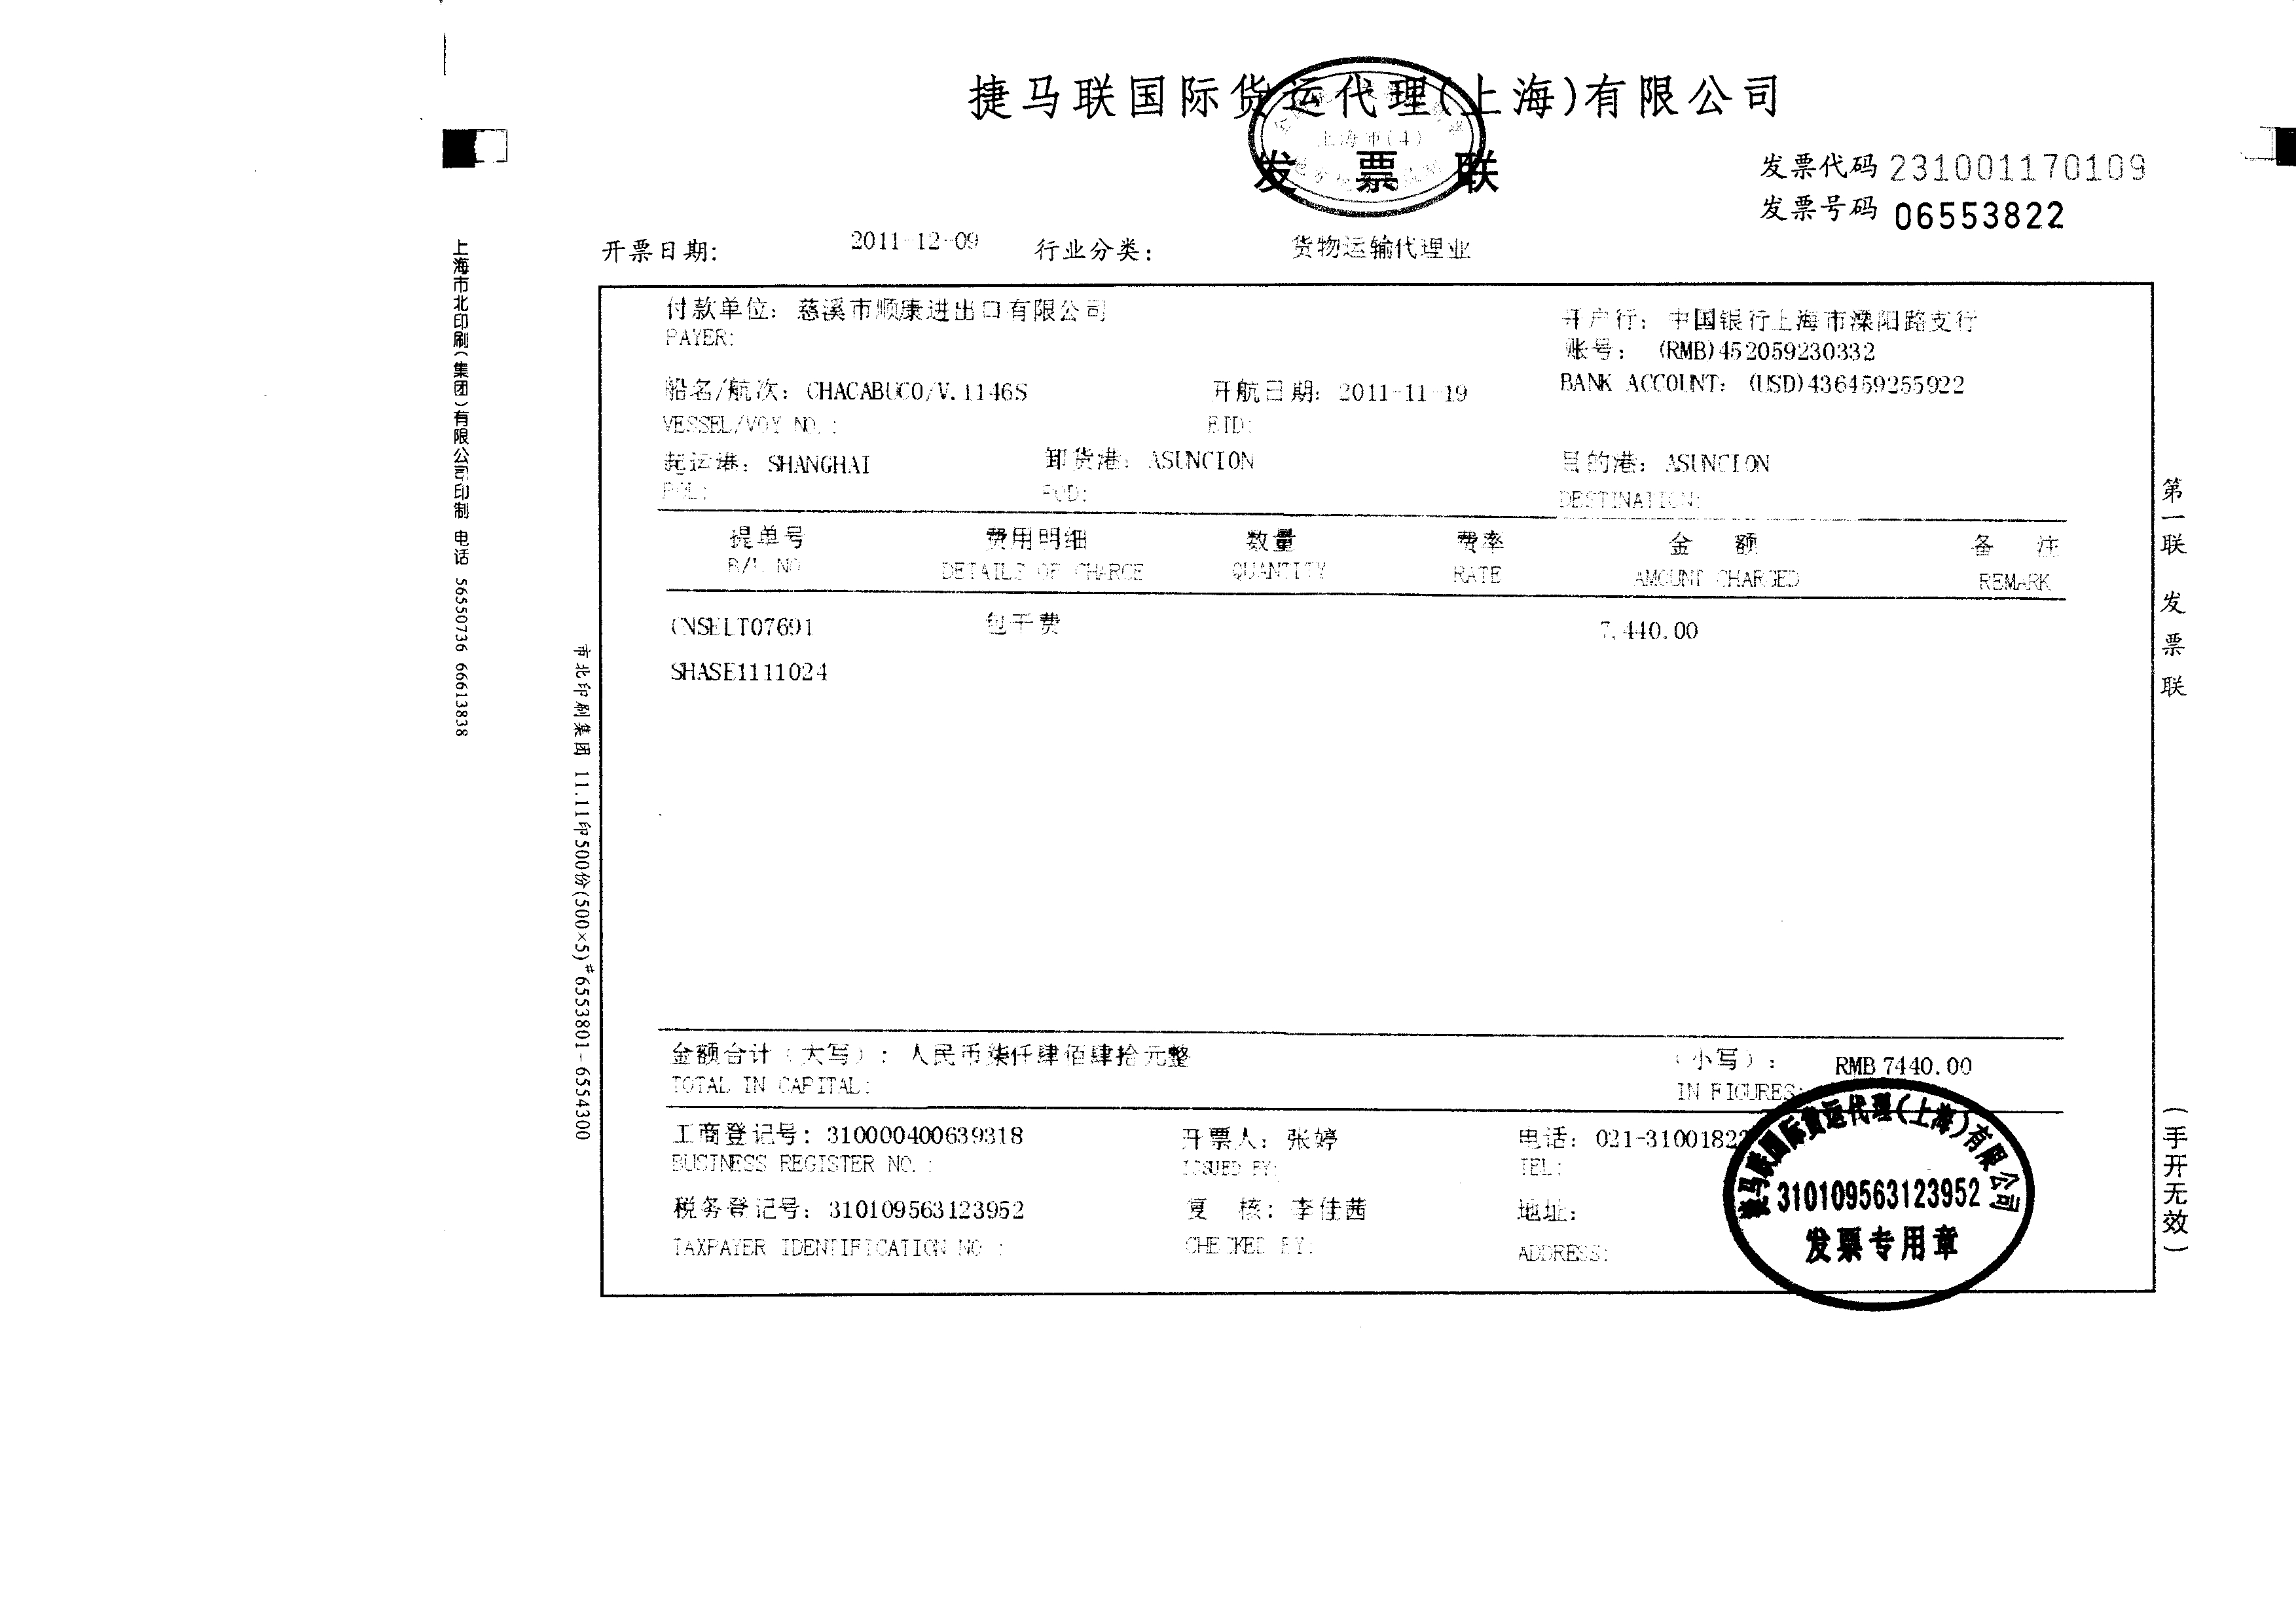 捷马联国际货运代理(上海)有限公司
上海市(4)
发 票 联
发票代码 231001170109
发票号码 06553822
开票日期: 2011-12-09 行业分类: 货物运输代理业
付款单位: 慈溪市顺康进出口有限公司
PAYER:
开户行: 中国银行上海市溧阳路支行
账号: (RMB)452059230332
BANK ACCOUNT: (USD)436459255922
船名/航次: CHACABUCO/V.1146S 开航日期: 2011-11-19
VESSEL/VOY NO.: ETD:
起运港: SHANGHAI 卸货港: ASUNCION 目的港: ASUNCION
POL: POD: DESTINATION:
提单号 费用明细 数量 费率 金 额 备 注
B/L NO DETAILS OF CHARGE QUANTITY RATE AMOUNT CHARGED REMARK
CNSELT07691 包干费 7,440.00
SHASE1111024
金额合计(大写): 人民币柒仟肆佰肆拾元整 (小写): RMB 7440.00
TOTAL IN CAPITAL: IN FIGURES:
工商登记号: 310000400639318 开票人: 张婷 电话: 021-31001822
BUSINESS REGISTER NO.: ISSUED BY: TEL:
税务登记号: 310109563123952 复 核: 李佳茜 地址:
TAXPAYER IDENTIFICATION NO : CHECKED BY: ADDRESS:
捷马联国际货运代理(上海)有限公司
310109563123952
发票专用章
上海市北印刷(集团)有限公司印制 电话 56550736 66613838
市北印刷集团 11.11印500份(500×5)#6553801-6554300
第一联 发票联
(手开无效)